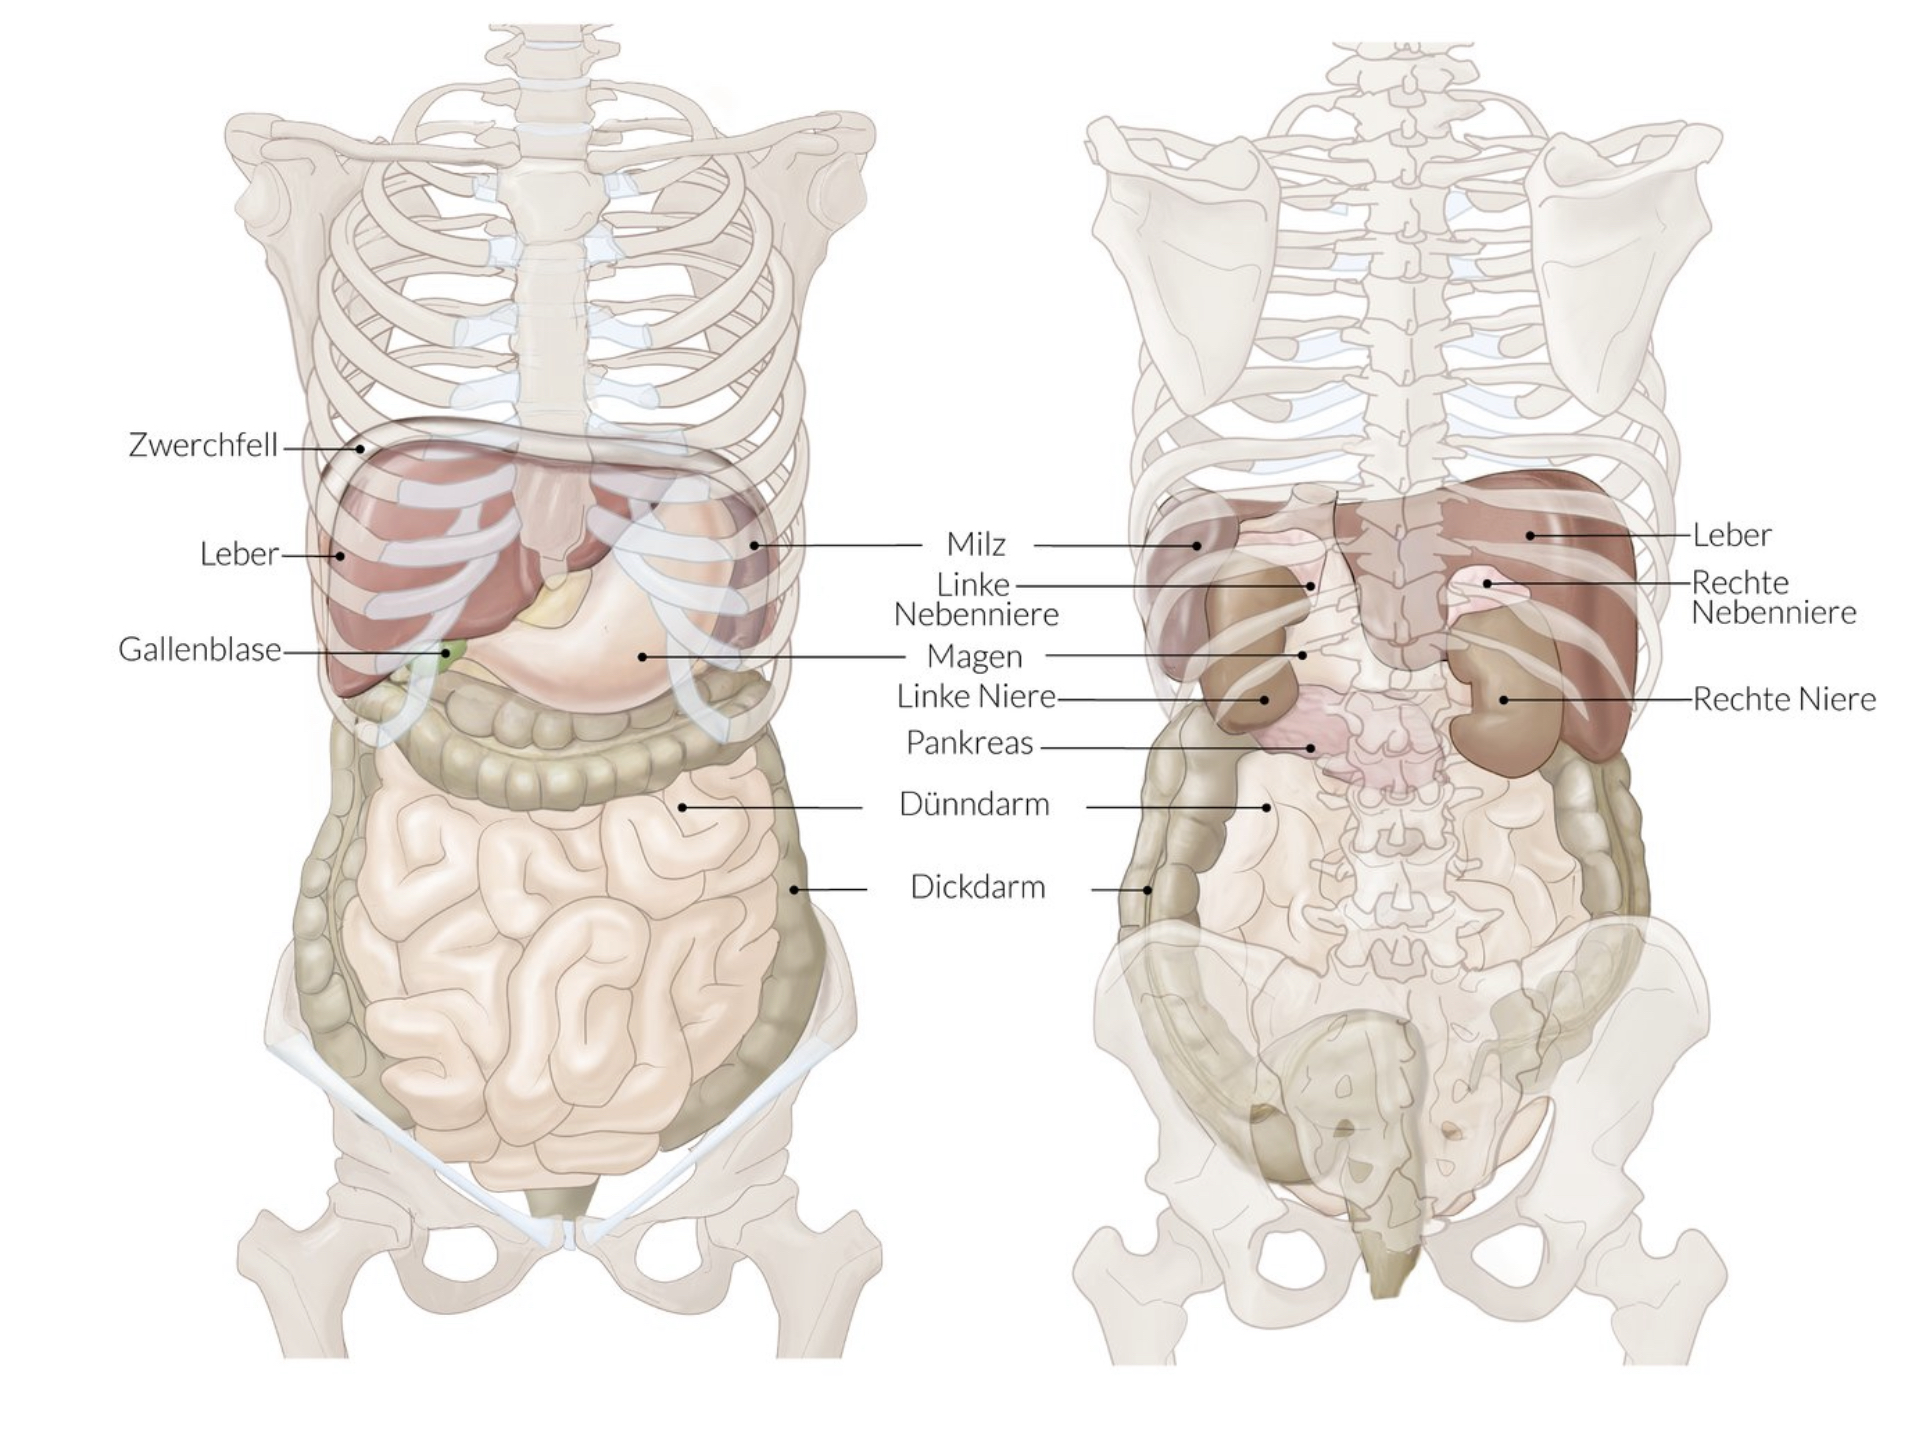 Zwerchfell
Leber
Gallenblase
Milz
Linke
Nebenniere
Magen
Linke Niere
Pankreas
Dünndarm
Dickdarm
Leber
Rechte
Nebenniere
Rechte Niere